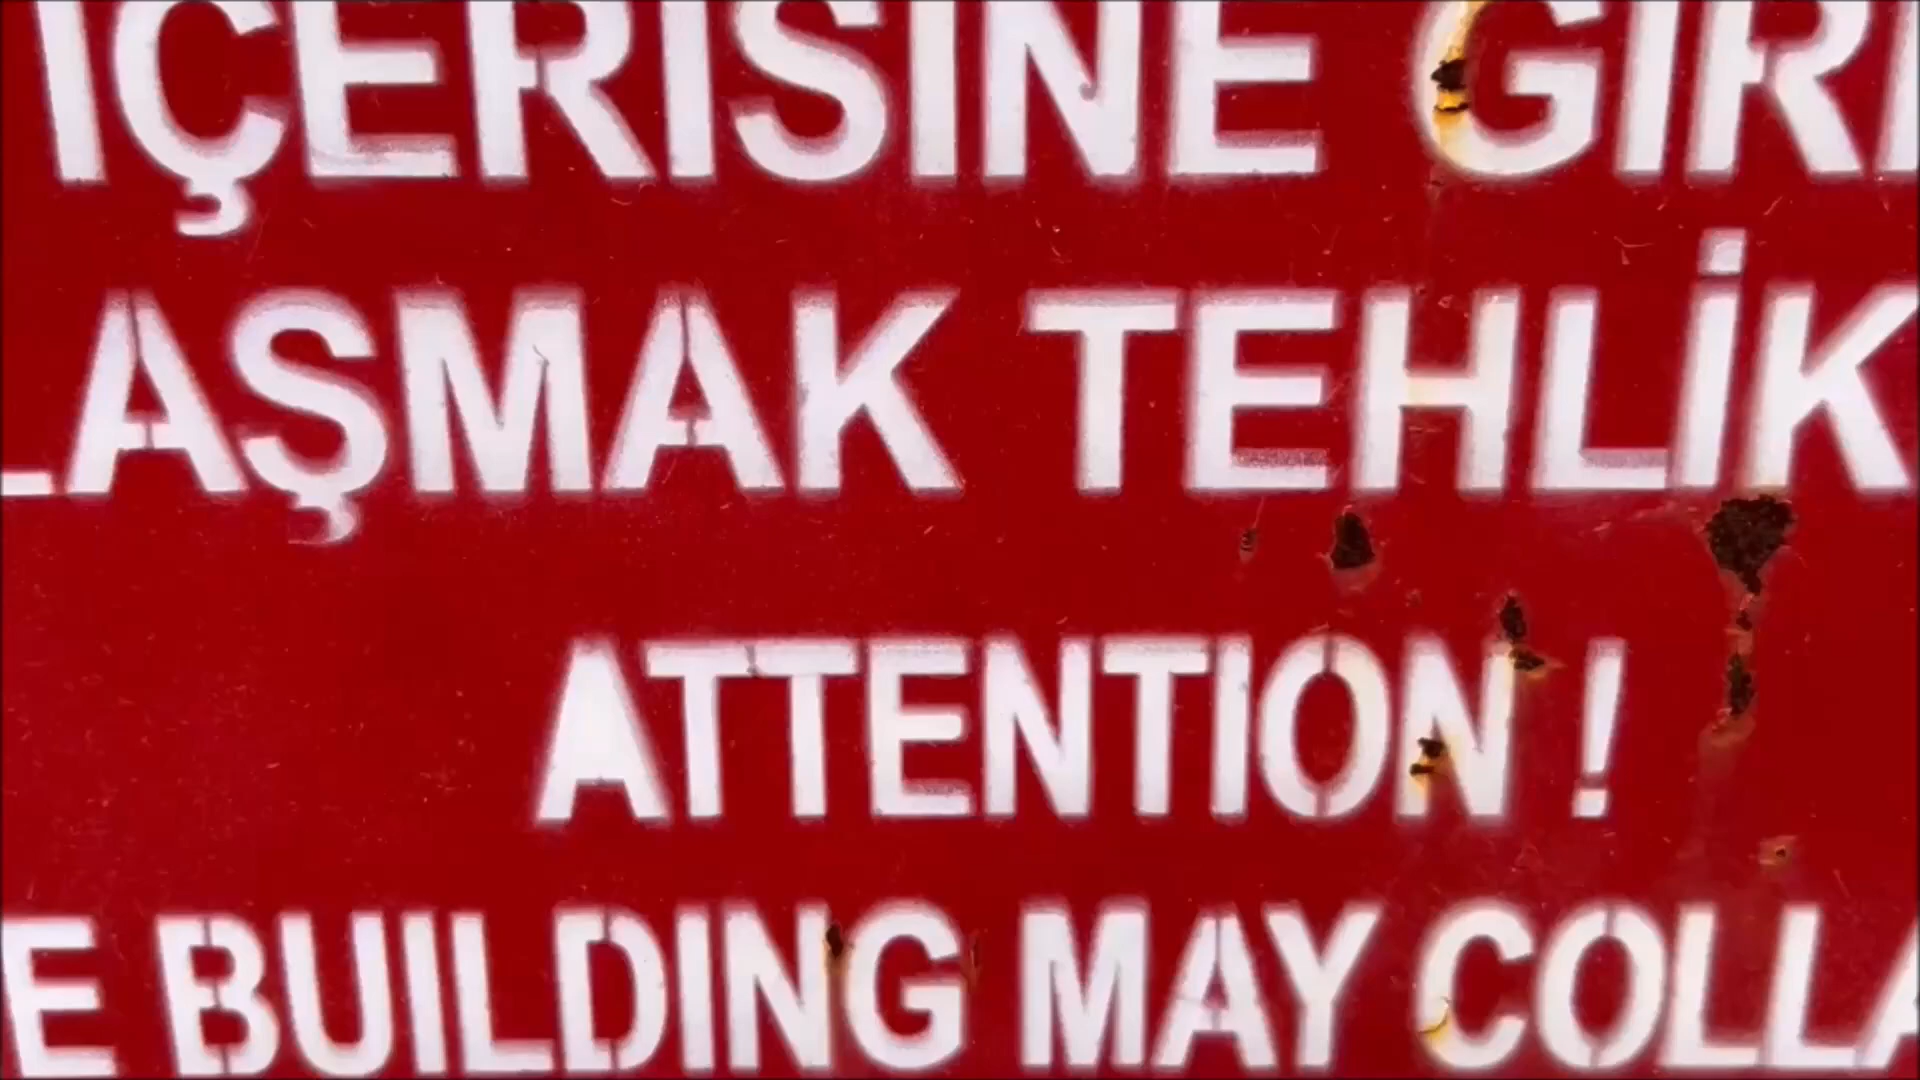 İÇERİSİNE GİR
LAŞMAK TEHLİK
ATTENTION !
E BUILDING MAY COLLA